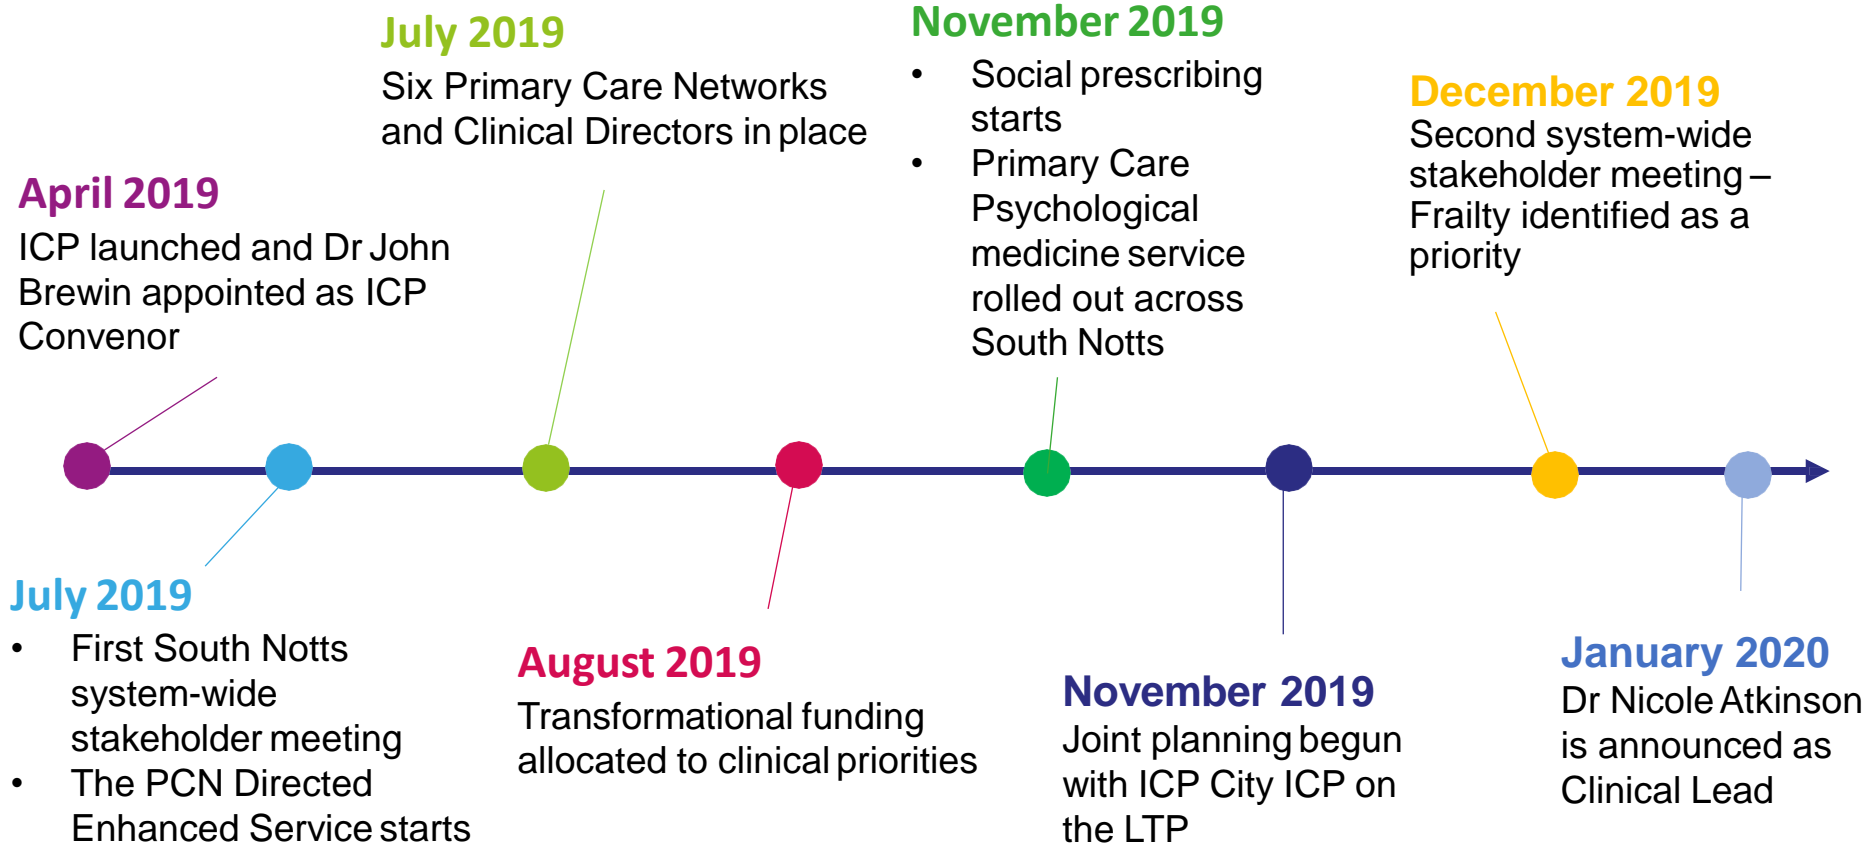 April 2019
ICP launched and Dr John
Brewin appointed as ICP
Convenor
July 2019
• First South Notts
system-wide
stakeholder meeting
• The PCN Directed
Enhanced Service starts
July 2019
Six Primary Care Networks
and Clinical Directors in place
August 2019
Transformational funding
allocated to clinical priorities
November 2019
• Social prescribing
starts
• Primary Care
Psychological
medicine service
rolled out across
South Notts
November 2019
Joint planning begun
with ICP City ICP on
the LTP
December 2019
Second system-wide
stakeholder meeting –
Frailty identified as a
priority
January 2020
Dr Nicole Atkinson
is announced as
Clinical Lead